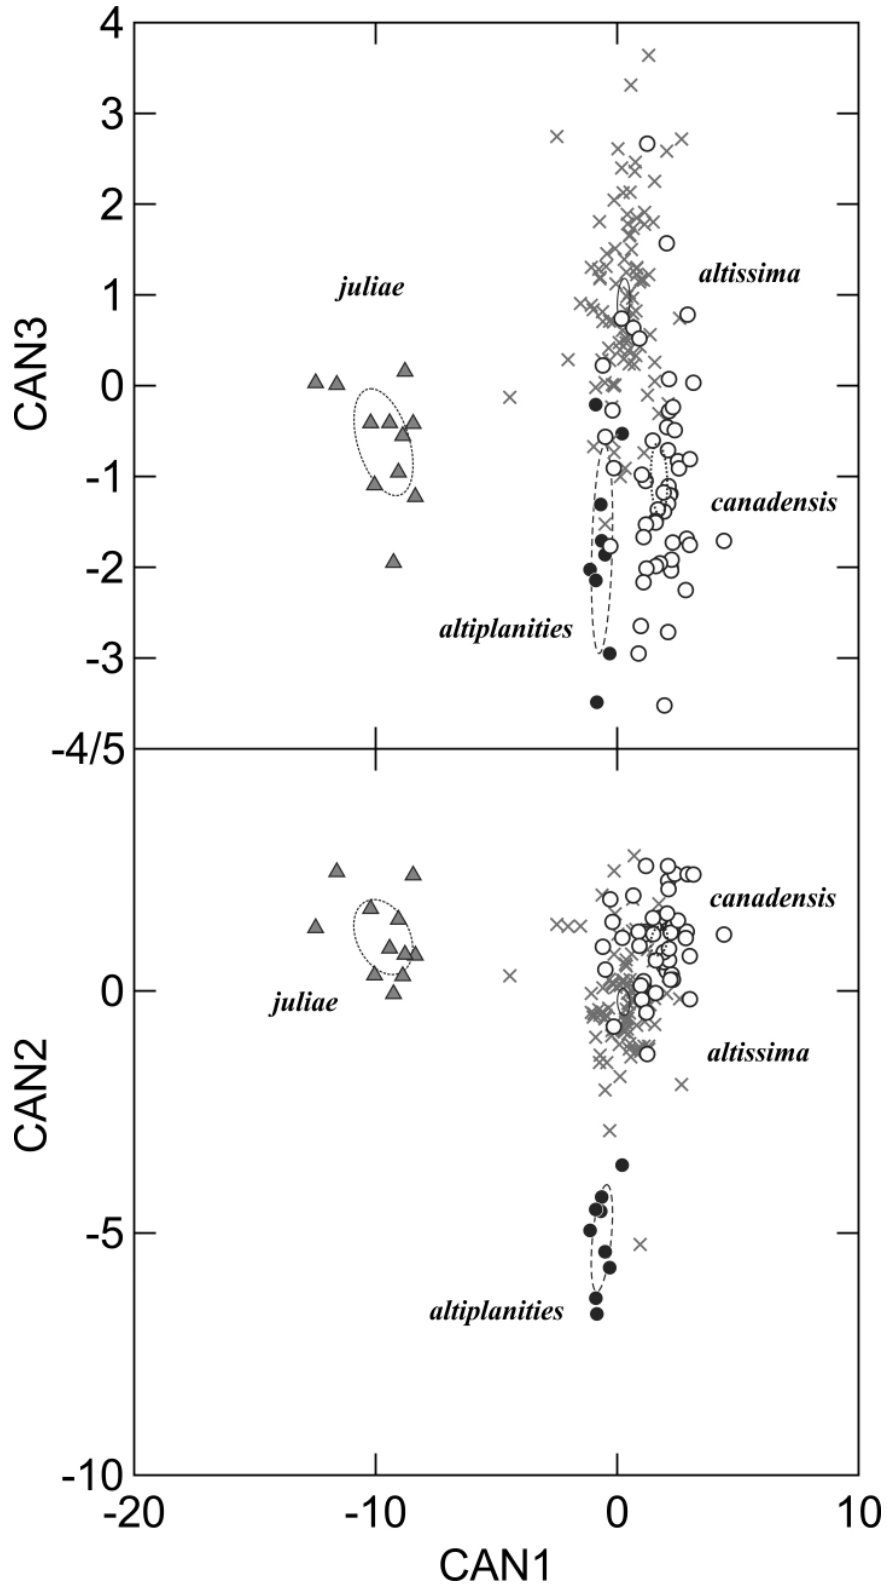 4
3
2
1
0
-1
-2
-3
-4/5
CAN3
juliae
altissima
canadensis
altiplanities
0
-5
-10
CAN2
canadensis
juliae
altissima
altiplanities
-20 -10 0 10
CAN1